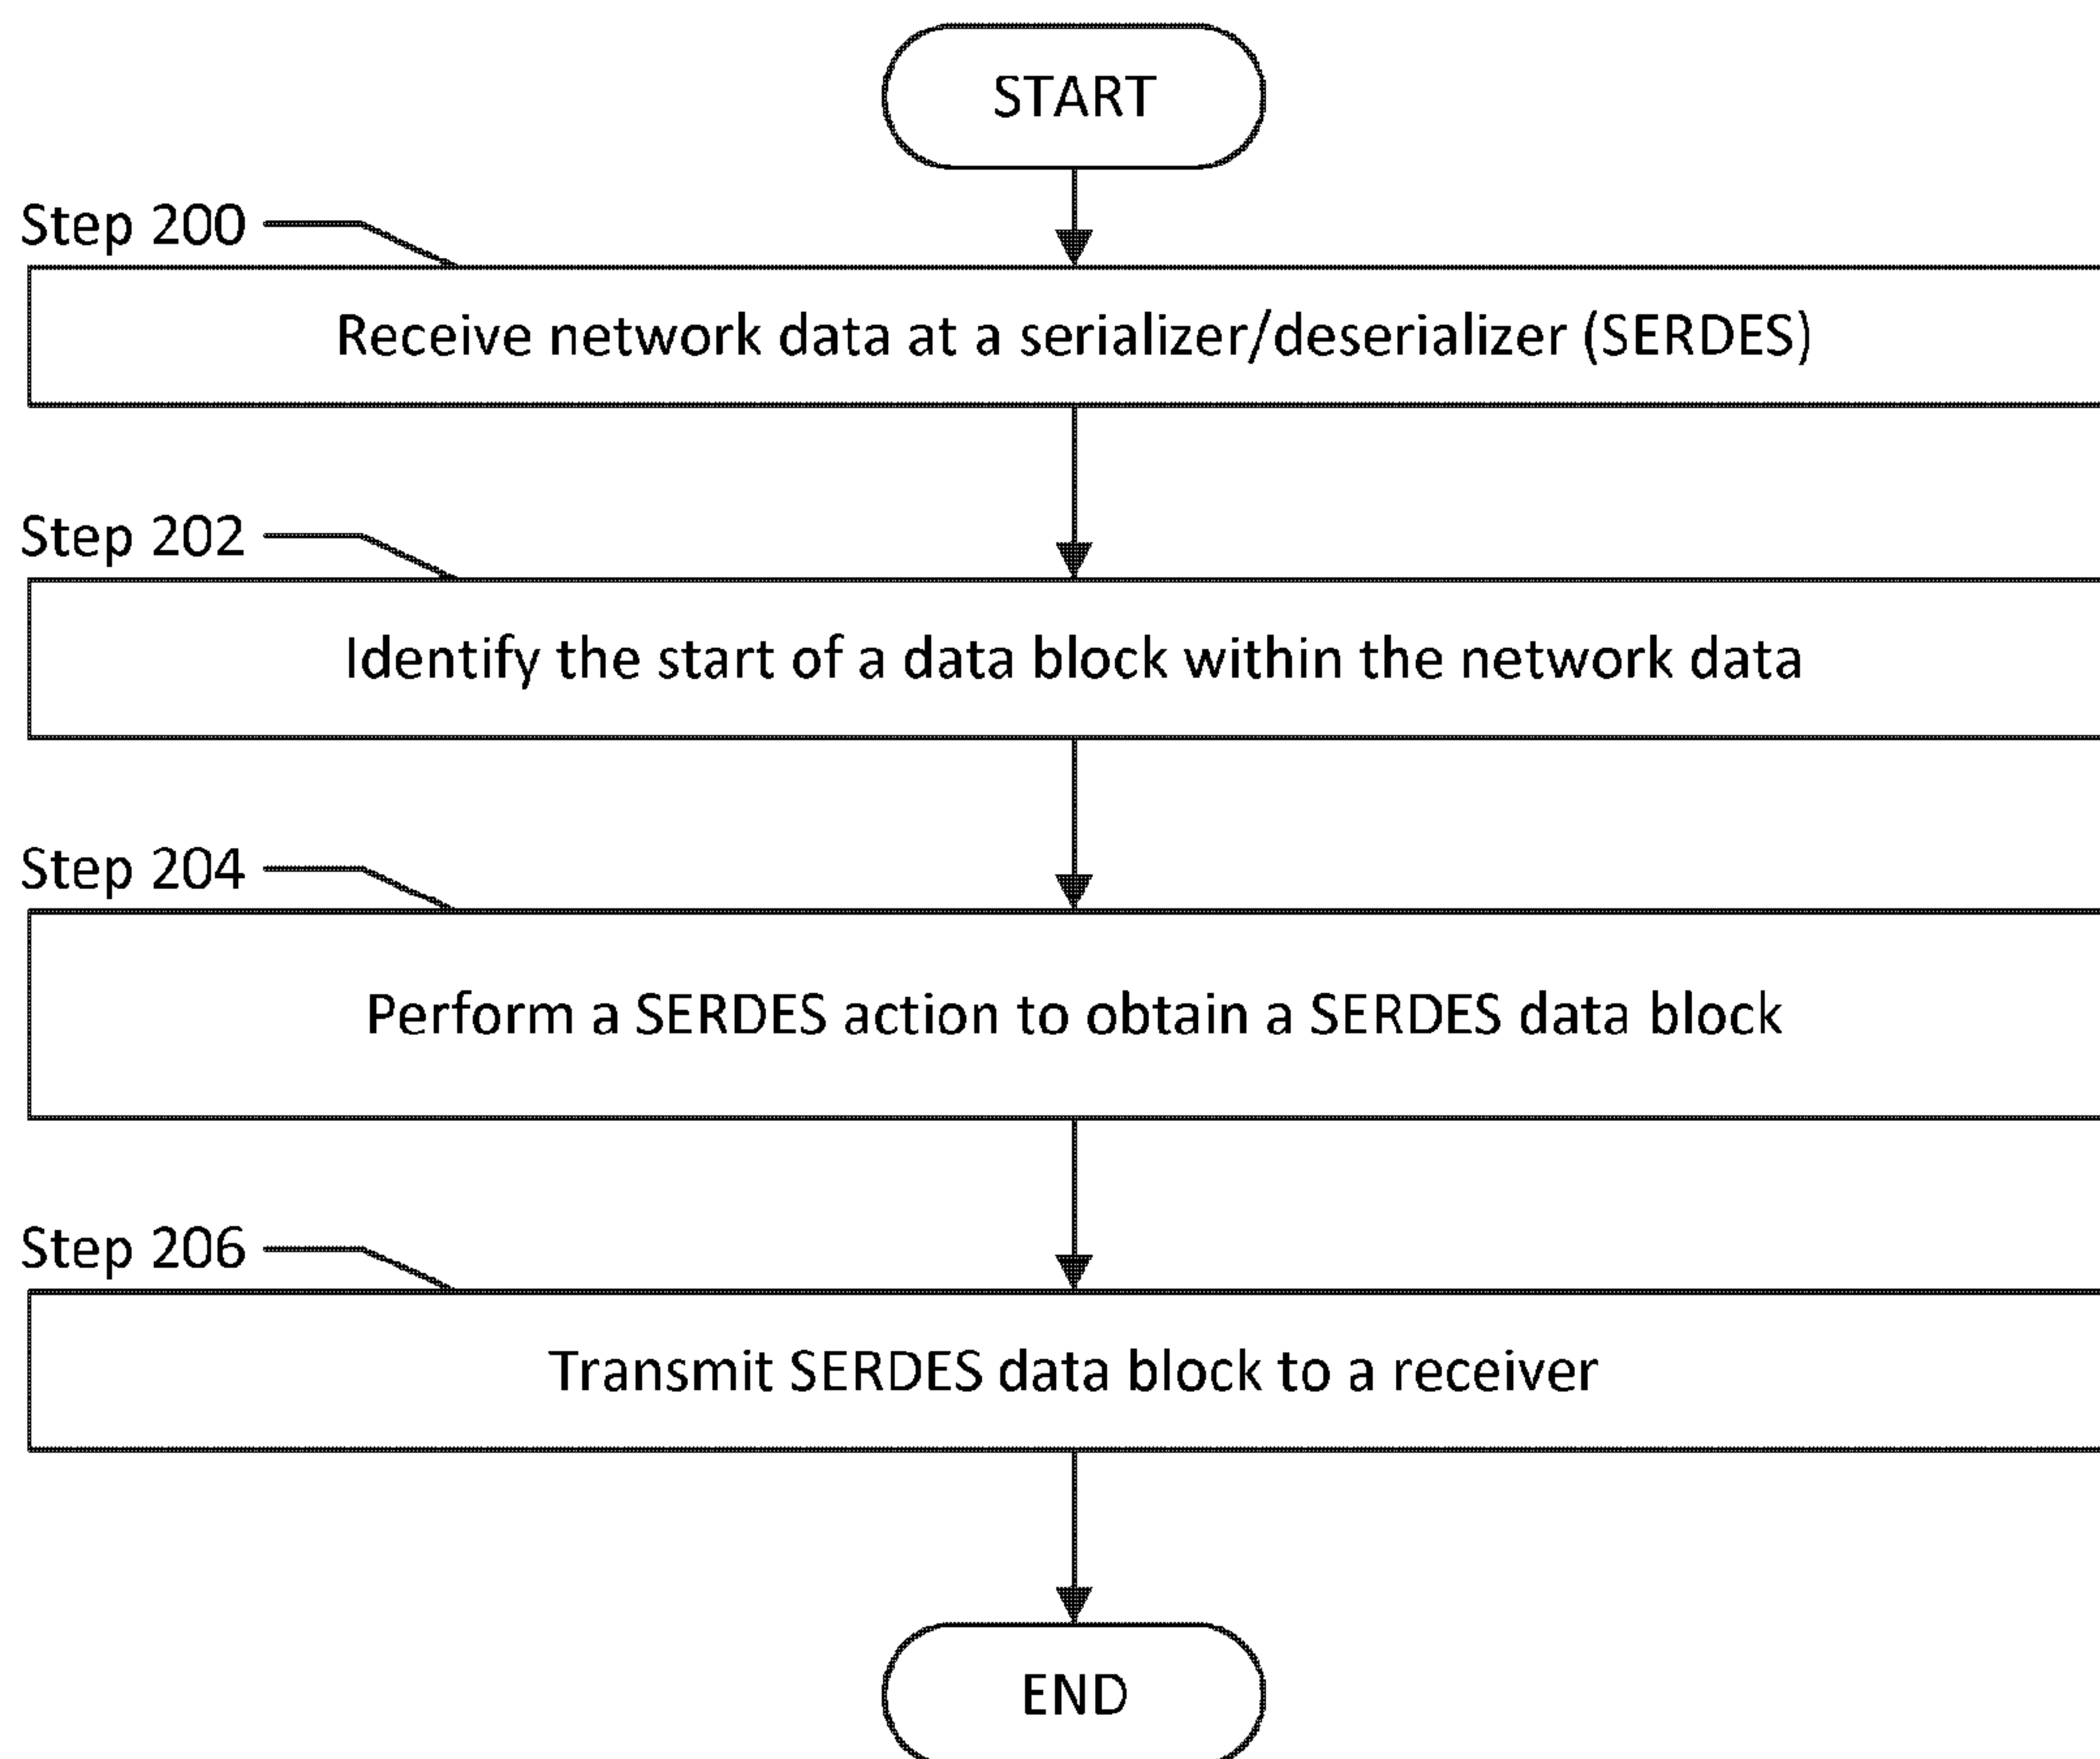 START
Step 200
Receive network data at a serializer/deserializer (SERDES)
Step 202
Identify the start of a data block within the network data
Step 204
Perform a SERDES action to obtain a SERDES data block
Step 206
Transmit SERDES data block to a receiver
END